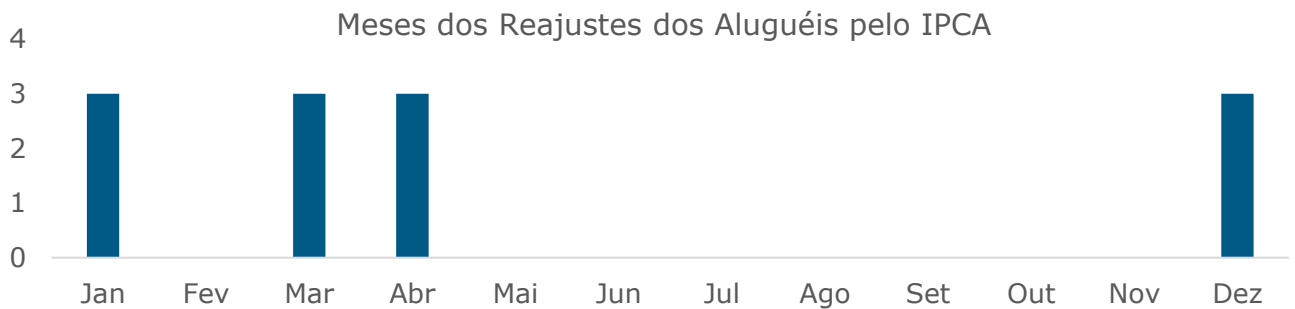 Meses dos Reajustes dos Aluguéis pelo IPCA
4
3
2
1
0
Jan Fev Mar Abr Mai Jun Jul Ago Set Out Nov Dez